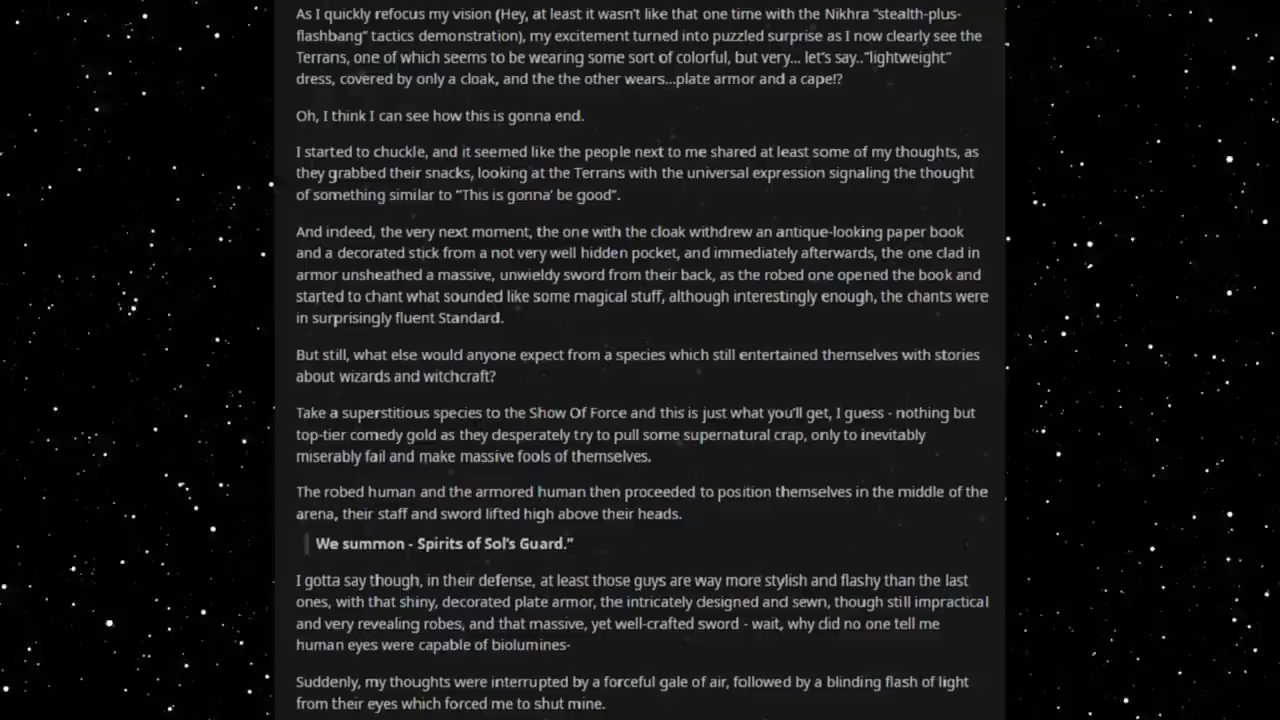 As I quickly refocus my vision (Hey, at least it wasn't like that one time with the Nikhra “stealth-plus-
flashbang” tactics demonstration), my excitement turned into puzzled surprise as I now clearly see the
Terrans, one of which seems to be wearing some sort of colorful, but very... let's say..”lightweight”
dress, covered by only a cloak, and the the other wears...plate armor and a cape!?
Oh, I think I can see how this is gonna end.
I started to chuckle, and it seemed like the people next to me shared at least some of my thoughts, as
they grabbed their snacks, looking at the Terrans with the universal expression signaling the thought
of something similar to “This is gonna’ be good”.
And indeed, the very next moment, the one with the cloak withdrew an antique-looking paper book
and a decorated stick from a not very well hidden pocket, and immediately afterwards, the one clad in
armor unsheathed a massive, unwieldy sword from their back, as the robed one opened the book and
started to chant what sounded like some magical stuff, although interestingly enough, the chants were
in surprisingly fluent Standard.
But still, what else would anyone expect from a species which still entertained themselves with stories
about wizards and witchcraft?
Take a superstitious species to the Show Of Force and this is just what you'll get, I guess - nothing but
top-tier comedy gold as they desperately try to pull some supernatural crap, only to inevitably
miserably fail and make massive fools of themselves.
The robed human and the armored human then proceeded to position themselves in the middle of the
arena, their staff and sword lifted high above their heads.
We summon - Spirits of Sol's Guard.”
I gotta say though, in their defense, at least those guys are way more stylish and flashy than the last
ones, with that shiny, decorated plate armor, the intricately designed and sewn, though still impractical
and very revealing robes, and that massive, yet well-crafted sword - wait, why did no one tell me
human eyes were capable of biolumines-
Suddenly, my thoughts were interrupted by a forceful gale of air, followed by a blinding flash of light
from their eyes which forced me to shut mine.